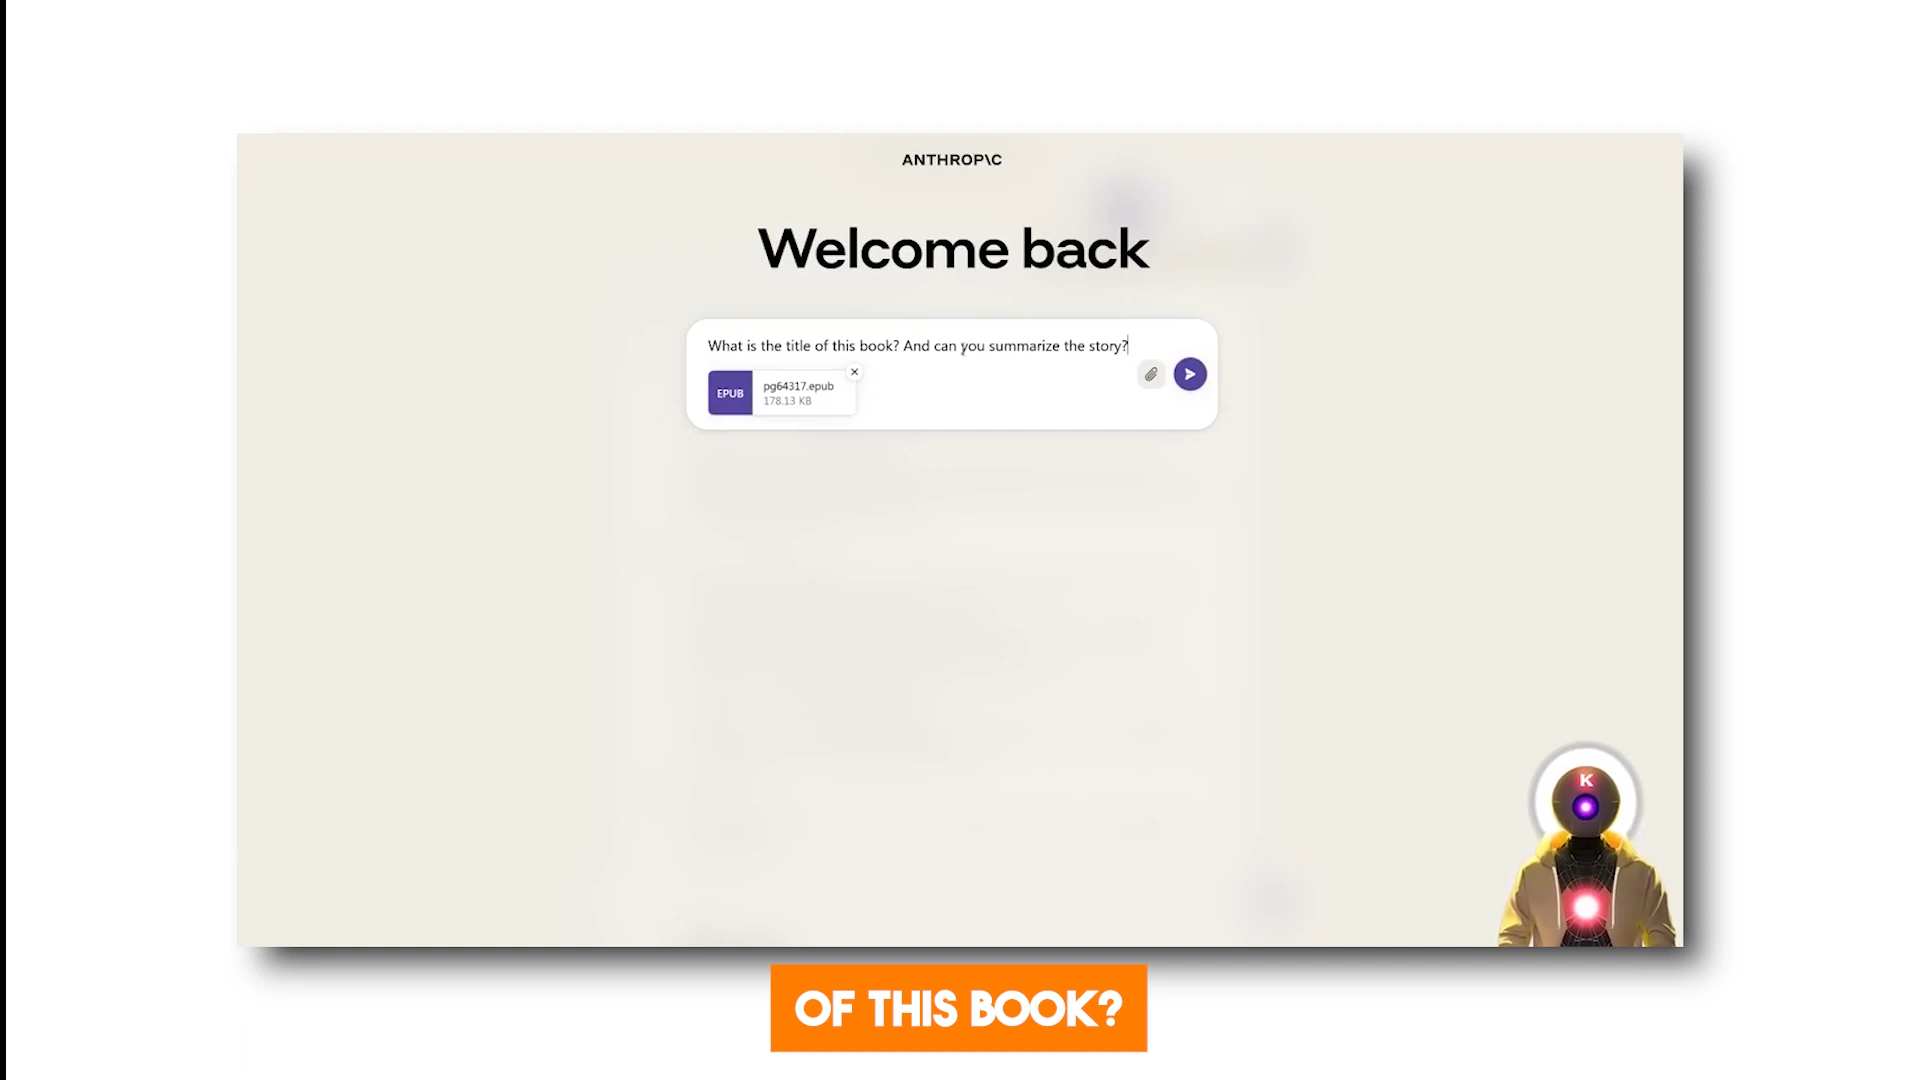 ANTHROP\C
Welcome back
What is the title of this book? And can you summarize the story?
EPUB
pg64317.epub
178.13 KB
K
OF THIS BOOK?